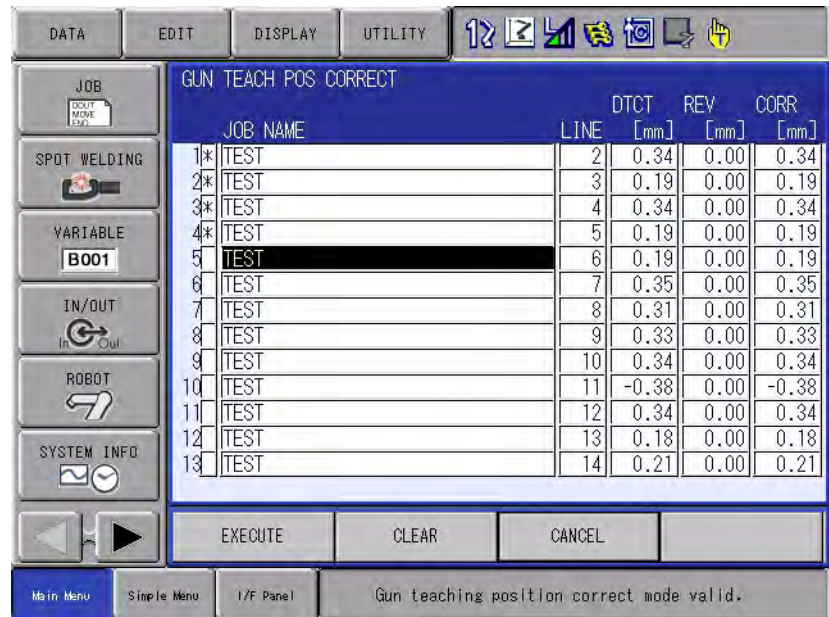 DATA EDIT DISPLAY UTILITY
JOB
DOUT
MOVE
END
SPOT WELDING
VARIABLE
B001
IN/OUT
In Out
ROBOT
SYSTEM INFO
GUN TEACH POS CORRECT
DTCT REV CORR
JOB NAME LINE [mm] [mm] [mm]
1* TEST 2 0.34 0.00 0.34
2* TEST 3 0.19 0.00 0.19
3* TEST 4 0.34 0.00 0.34
4* TEST 5 0.19 0.00 0.19
5 TEST 6 0.19 0.00 0.19
6 TEST 7 0.35 0.00 0.35
7 TEST 8 0.31 0.00 0.31
8 TEST 9 0.33 0.00 0.33
9 TEST 10 0.34 0.00 0.34
10 TEST 11 -0.38 0.00 -0.38
11 TEST 12 0.34 0.00 0.34
12 TEST 13 0.18 0.00 0.18
13 TEST 14 0.21 0.00 0.21
EXECUTE CLEAR CANCEL
Main Menu Simple Menu I/F Panel Gun teaching position correct mode valid.